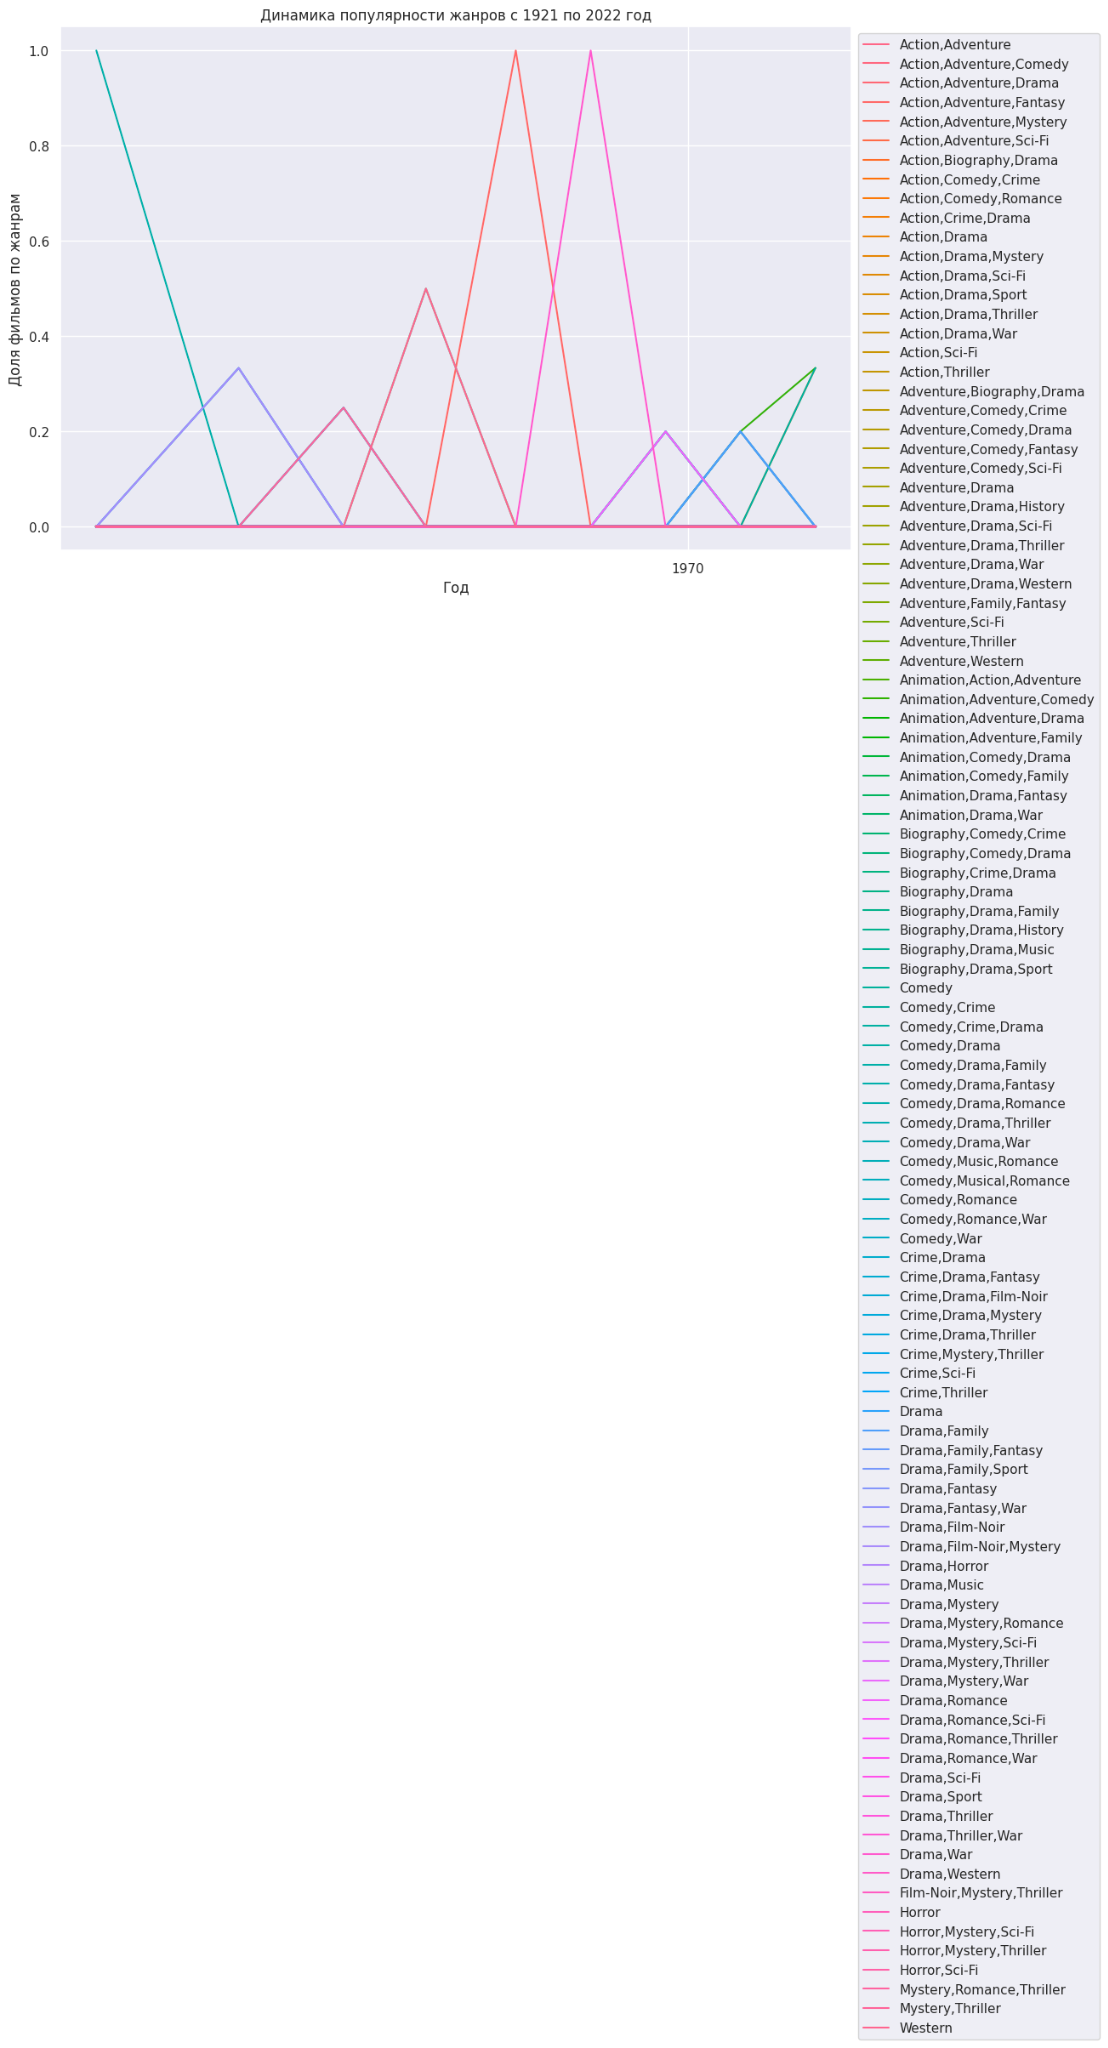 Динамика популярности жанров с 1921 по 2022 год
Доля фильмов по жанрам
1.0
0.8
0.6
0.4
0.2
0.0
1970
Год
Action,Adventure
Action,Adventure,Comedy
Action,Adventure,Drama
Action,Adventure,Fantasy
Action,Adventure,Mystery
Action,Adventure,Sci-Fi
Action,Biography,Drama
Action,Comedy,Crime
Action,Comedy,Romance
Action,Crime,Drama
Action,Drama
Action,Drama,Mystery
Action,Drama,Sci-Fi
Action,Drama,Sport
Action,Drama,Thriller
Action,Drama,War
Action,Sci-Fi
Action,Thriller
Adventure,Biography,Drama
Adventure,Comedy,Crime
Adventure,Comedy,Drama
Adventure,Comedy,Fantasy
Adventure,Comedy,Sci-Fi
Adventure,Drama
Adventure,Drama,History
Adventure,Drama,Sci-Fi
Adventure,Drama,Thriller
Adventure,Drama,War
Adventure,Drama,Western
Adventure,Family,Fantasy
Adventure,Sci-Fi
Adventure,Thriller
Adventure,Western
Animation,Action,Adventure
Animation,Adventure,Comedy
Animation,Adventure,Drama
Animation,Adventure,Family
Animation,Comedy,Drama
Animation,Comedy,Family
Animation,Drama,Fantasy
Animation,Drama,War
Biography,Comedy,Crime
Biography,Comedy,Drama
Biography,Crime,Drama
Biography,Drama
Biography,Drama,Family
Biography,Drama,History
Biography,Drama,Music
Biography,Drama,Sport
Comedy
Comedy,Crime
Comedy,Crime,Drama
Comedy,Drama
Comedy,Drama,Family
Comedy,Drama,Fantasy
Comedy,Drama,Romance
Comedy,Drama,Thriller
Comedy,Drama,War
Comedy,Music,Romance
Comedy,Musical,Romance
Comedy,Romance
Comedy,Romance,War
Comedy,War
Crime,Drama
Crime,Drama,Fantasy
Crime,Drama,Film-Noir
Crime,Drama,Mystery
Crime,Drama,Thriller
Crime,Mystery,Thriller
Crime,Sci-Fi
Crime,Thriller
Drama
Drama,Family
Drama,Family,Fantasy
Drama,Family,Sport
Drama,Fantasy
Drama,Fantasy,War
Drama,Film-Noir
Drama,Film-Noir,Mystery
Drama,Horror
Drama,Music
Drama,Mystery
Drama,Mystery,Romance
Drama,Mystery,Sci-Fi
Drama,Mystery,Thriller
Drama,Mystery,War
Drama,Romance
Drama,Romance,Sci-Fi
Drama,Romance,Thriller
Drama,Romance,War
Drama,Sci-Fi
Drama,Sport
Drama,Thriller
Drama,Thriller,War
Drama,War
Drama,Western
Film-Noir,Mystery,Thriller
Horror
Horror,Mystery,Sci-Fi
Horror,Mystery,Thriller
Horror,Sci-Fi
Mystery,Romance,Thriller
Mystery,Thriller
Western